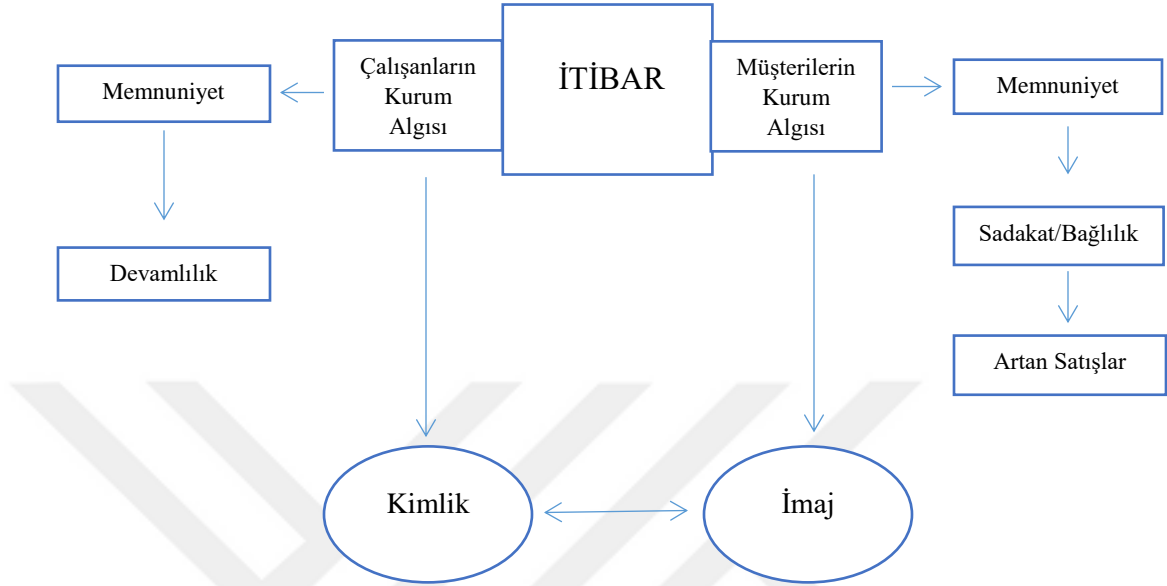 İTİBAR
Çalışanların
Kurum
Algısı
Müşterilerin
Kurum
Algısı
Memnuniyet
Memnuniyet
Devamlılık
Sadakat/Bağlılık
Artan Satışlar
Kimlik
İmaj